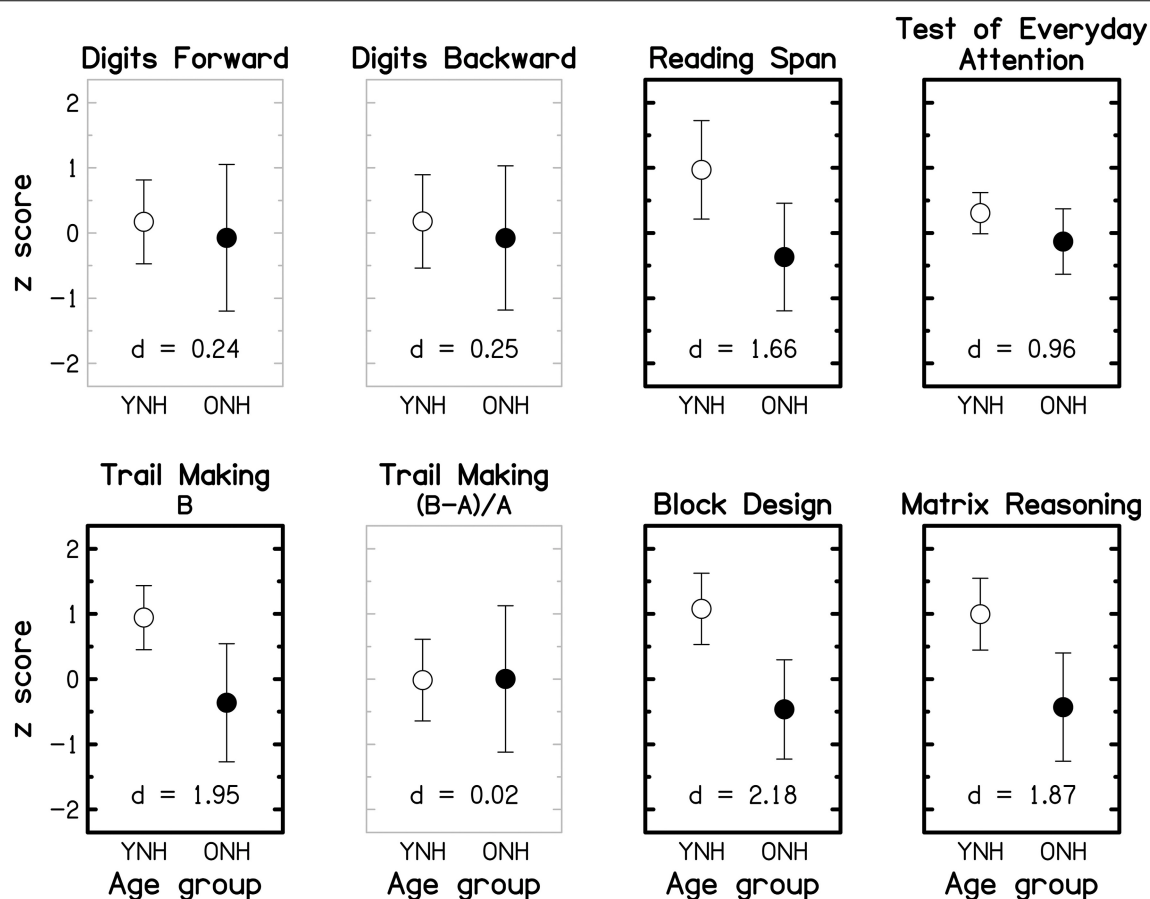 Digits Forward
Digits Backward
Reading Span
Test of Everyday
Attention
z score
2
1
0
−1
−2
d = 0.24
d = 0.25
d = 1.66
d = 0.96
YNH ONH
YNH ONH
YNH ONH
YNH ONH
Trail Making
B
Trail Making
(B−A)/A
Block Design
Matrix Reasoning
z score
2
1
0
−1
−2
d = 1.95
d = 0.02
d = 2.18
d = 1.87
YNH ONH
YNH ONH
YNH ONH
YNH ONH
Age group
Age group
Age group
Age group